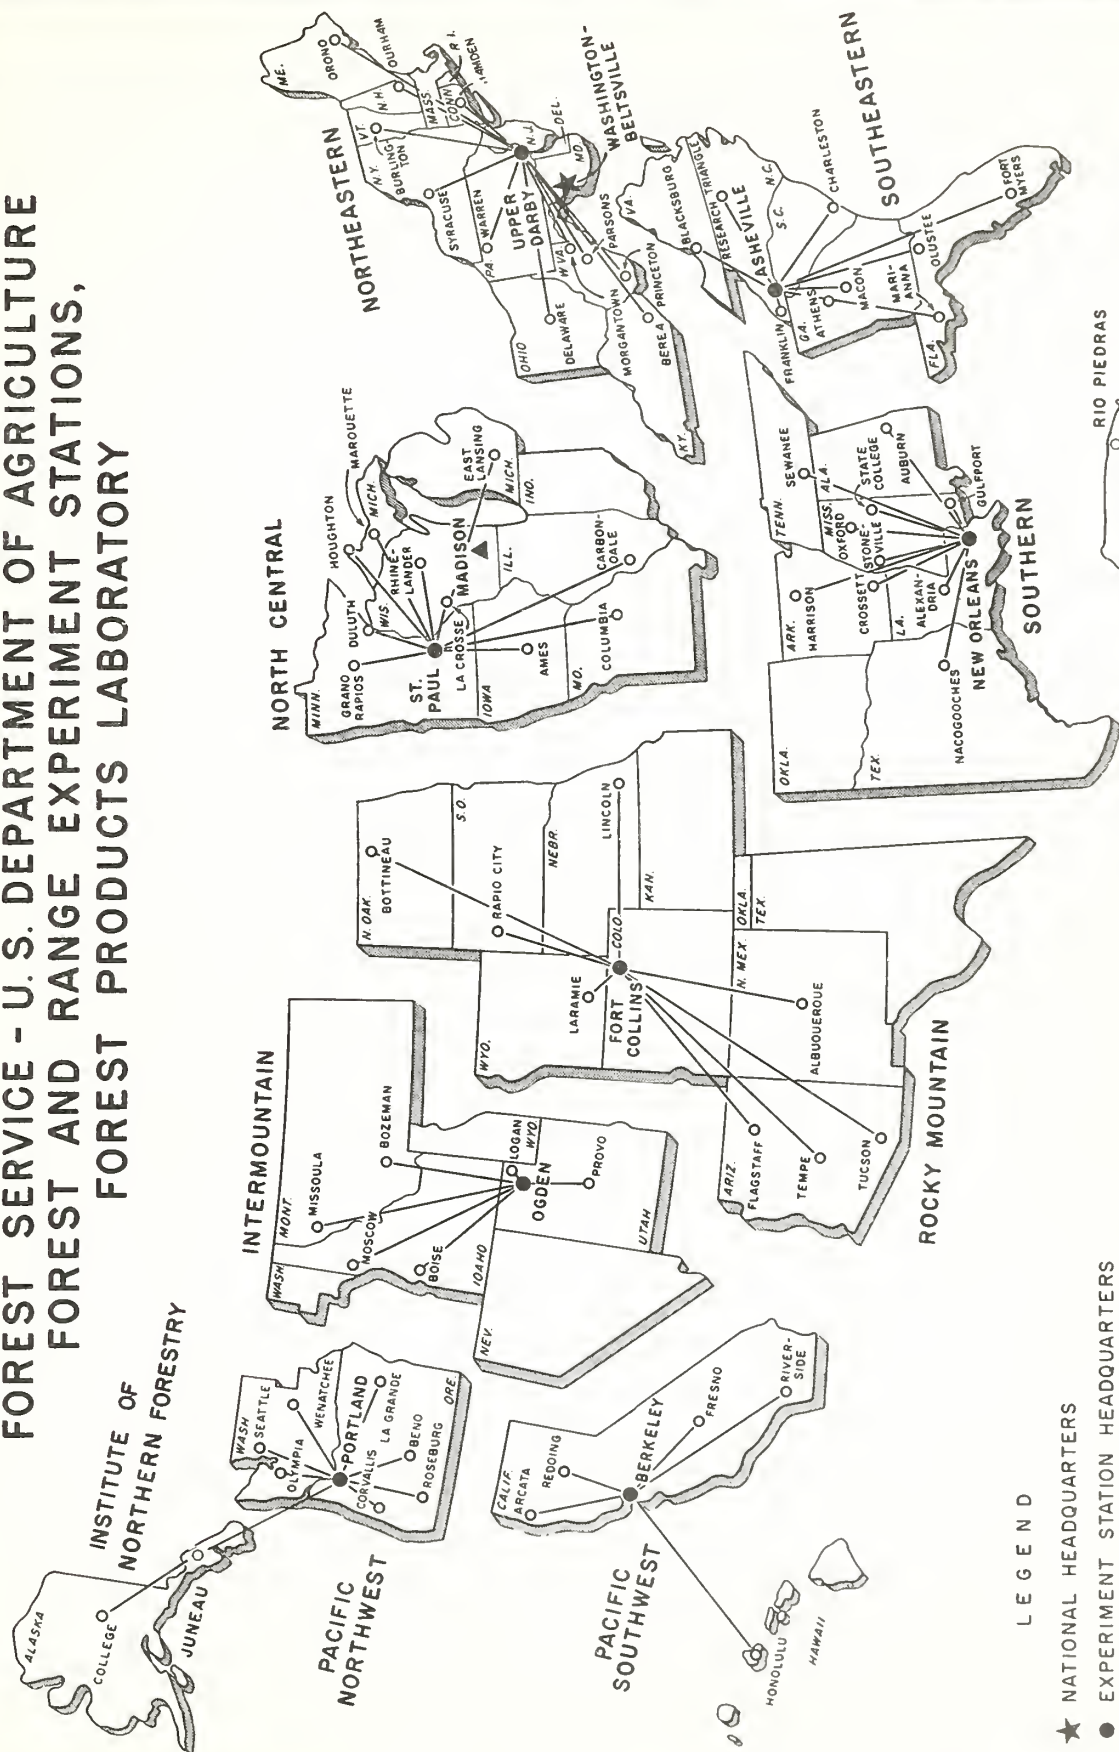 FOREST SERVICE - U.S. DEPARTMENT OF AGRICULTURE
FOREST AND RANGE EXPERIMENT STATIONS,
FOREST PRODUCTS LABORATORY
INSTITUTE OF
NORTHERN FORESTRY
ALASKA
COLLEGE
JUNEAU
PACIFIC
NORTHWEST
WASH
SEATTLE
OLYMPIA
WENATCHEE
PORTLAND
CORVALLIS
LA GRANDE
BENO
ROSEBURG
ORE.
PACIFIC
SOUTHWEST
CALIF.
ARCATA
REDDING
BERKELEY
FRESNO
RIVER-
SIDE
HONOLULU
HAWAII
INTERMOUNTAIN
WASH
MONT.
MISSOULA
MOSCOW
BOZEMAN
BOISE
IOAHO
LOGAN
WYO.
OGDEN
PROVO
NEV.
UTAH
ROCKY MOUNTAIN
N. OAK.
BOTTINEAU
S.O.
RAPIO CITY
NEBR.
LINCOLN
WYO.
LARAMIE
FORT
COLLINS
COLO.
KAN.
OKLA.
TEX.
N. MEX.
ALBUQUERQUE
ARIZ.
FLAGSTAFF
TEMPE
TUCSON
NORTH CENTRAL
MINN.
GRANO
RAPIOS
DULUTH
HOUGHTON
MARQUETTE
MICH.
WIS.
RHINE-
LANDER
ST.
PAUL
LA CROSSE
MADISON
EAST
LANSING
MICH.
INO.
ILL.
IOWA
AMES
MO.
COLUMBIA
CARBON-
DALE
NORTHEASTERN
ME.
ORONO
DURHAM
N.H.
VT.
MASS.
CONN
R I.
N.Y.
BURLING
TON
SYRACUSE
PA.
WARREN
UPPER
DARBY
N.J.
DEL.
MD.
WASHINGTON-
BELTSVILLE
OHIO
DELAWARE
W VA.
PARSONS
MORGANTOWN
PRINCETON
BEREA
KY.
SOUTHEASTERN
VA.
BLACKSBURG
RESEARCH TRIANGLE
N.C.
ASHEVILLE
S.C.
CHARLESTON
FRANKLIN
GA.
ATHENS
MACON
MARI-
ANNA
OLUSTEE
FLA.
FORT
MYERS
SOUTHERN
TENN.
SEWANEE
MISS.
ALA.
OXFORD
STATE
COLLEGE
STONE-
VILLE
AUBURN
ARK.
HARRISON
CROSSETT
LA.
ALEXAN-
DRIA
GULFPORT
NEW ORLEANS
OKLA.
TEX.
NACOGOOCHES
RIO PIEDRAS
LEGEND
NATIONAL HEADQUARTERS
EXPERIMENT STATION HEADQUARTERS